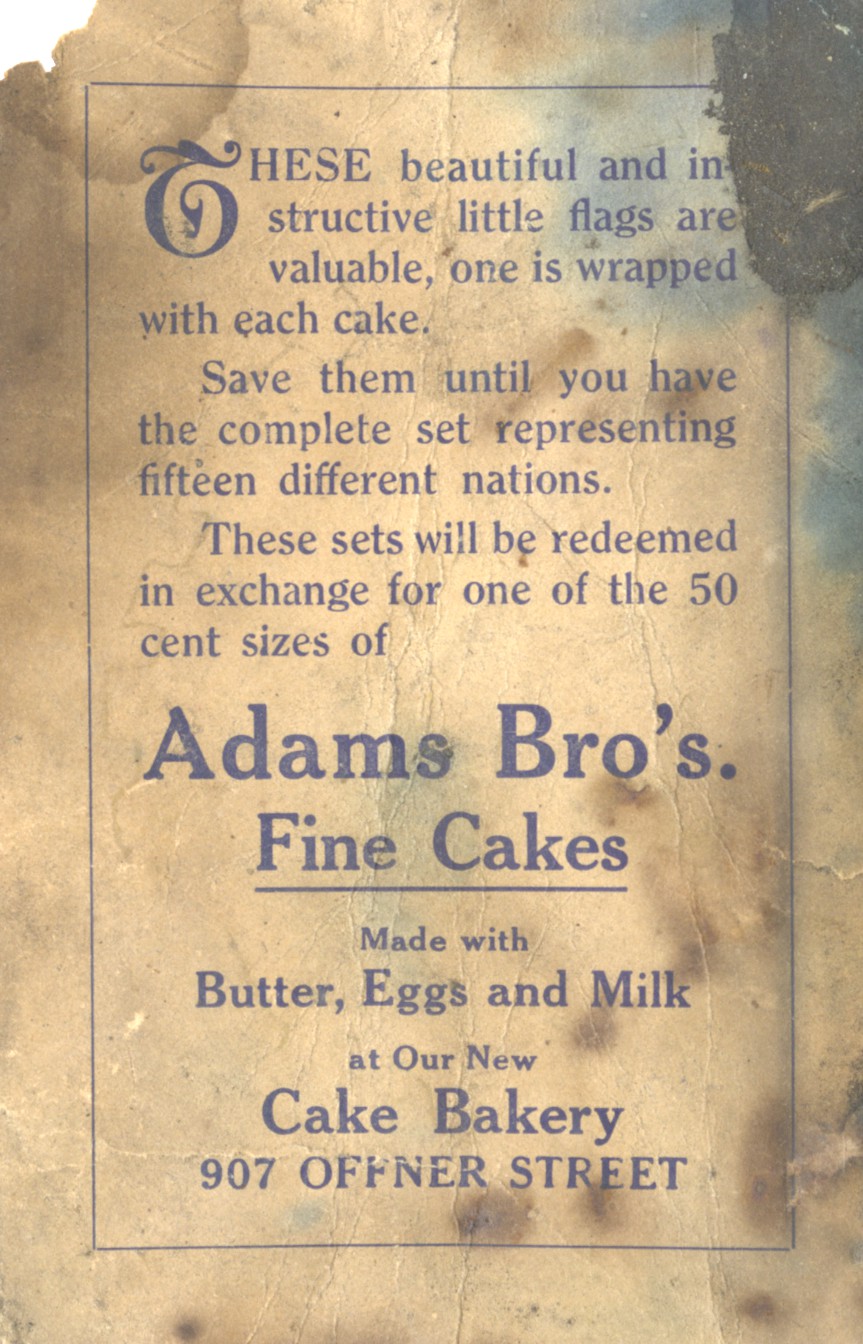 THESE beautiful and in-
structive little flags are
valuable, one is wrapped
with each cake.
Save them until you have
the complete set representing
fifteen different nations.
These sets will be redeemed
in exchange for one of the 50
cent sizes of
Adams Bro's.
Fine Cakes
Made with
Butter, Eggs and Milk
at Our New
Cake Bakery
907 OFFNER STREET